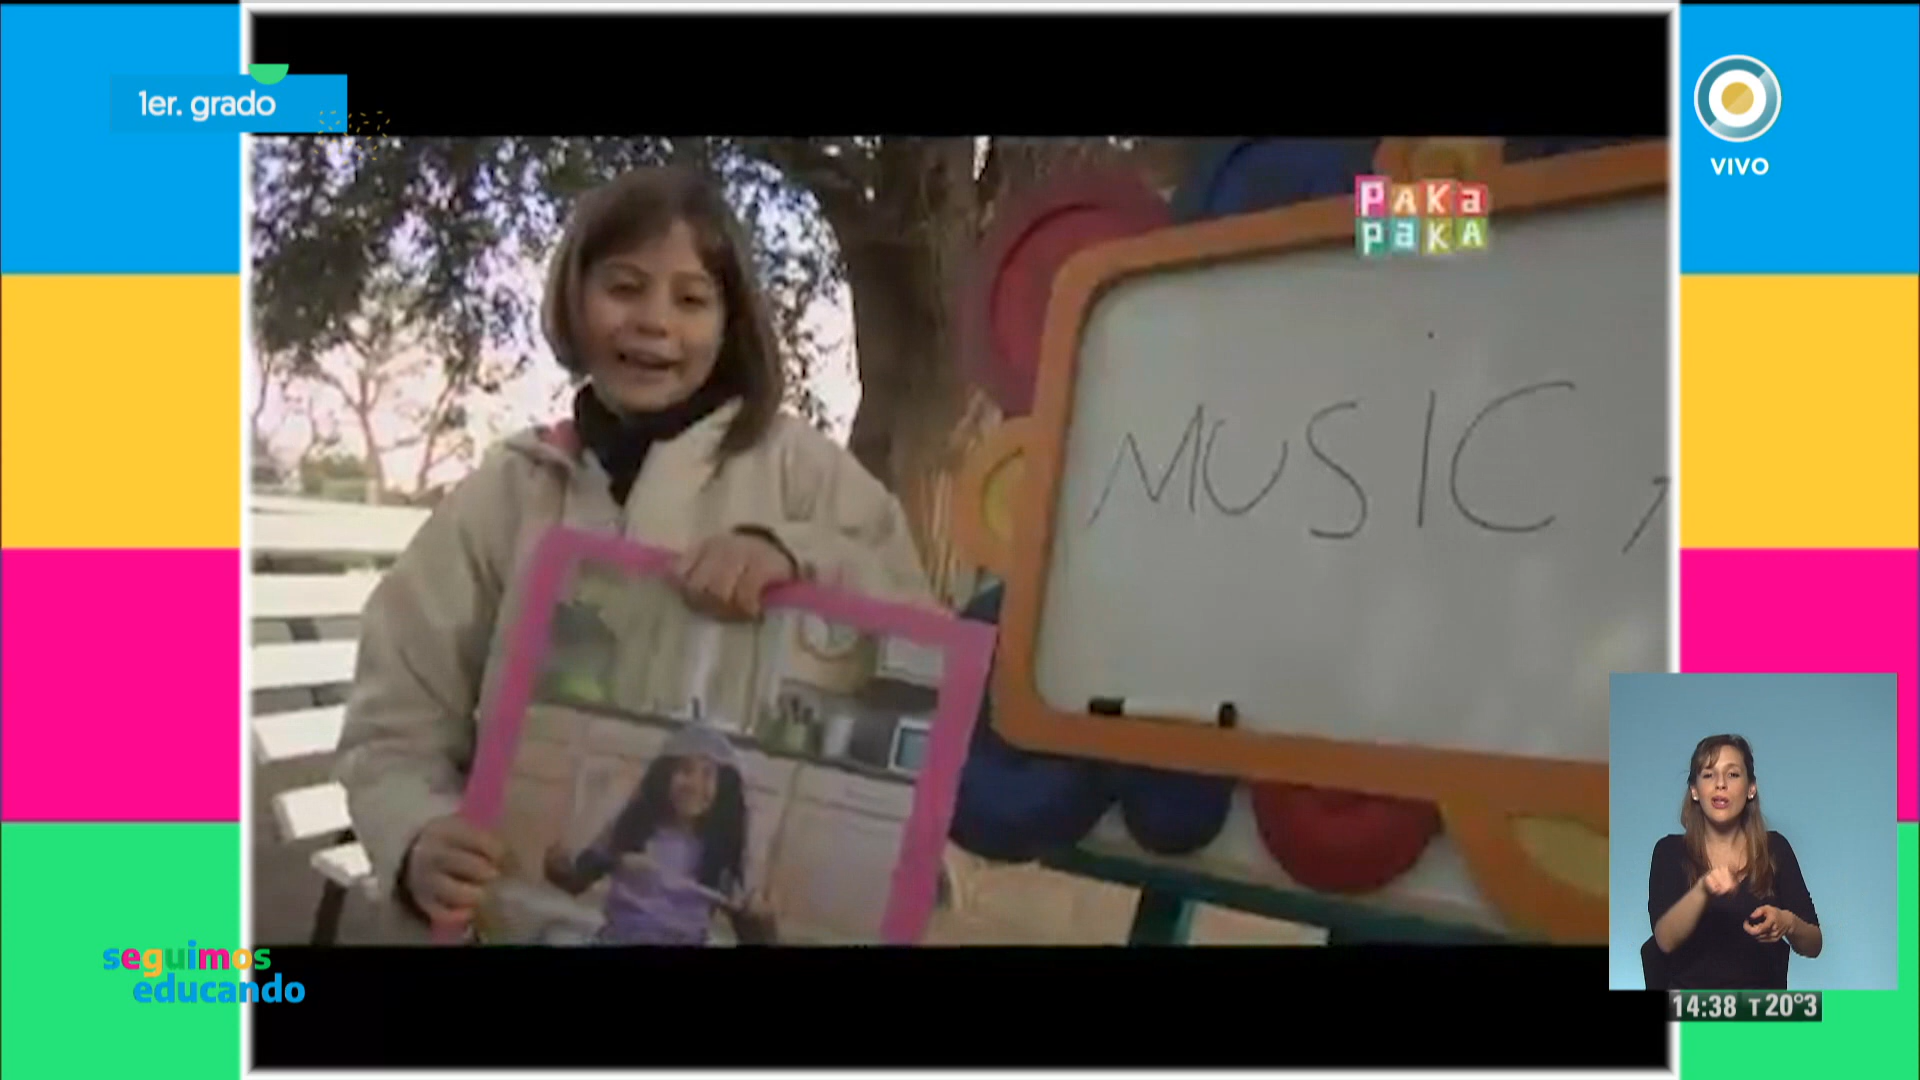 1er. grado
VIVO
PAKa
paKA
MUSIC
seguimos
educando
14:38 T 20°3